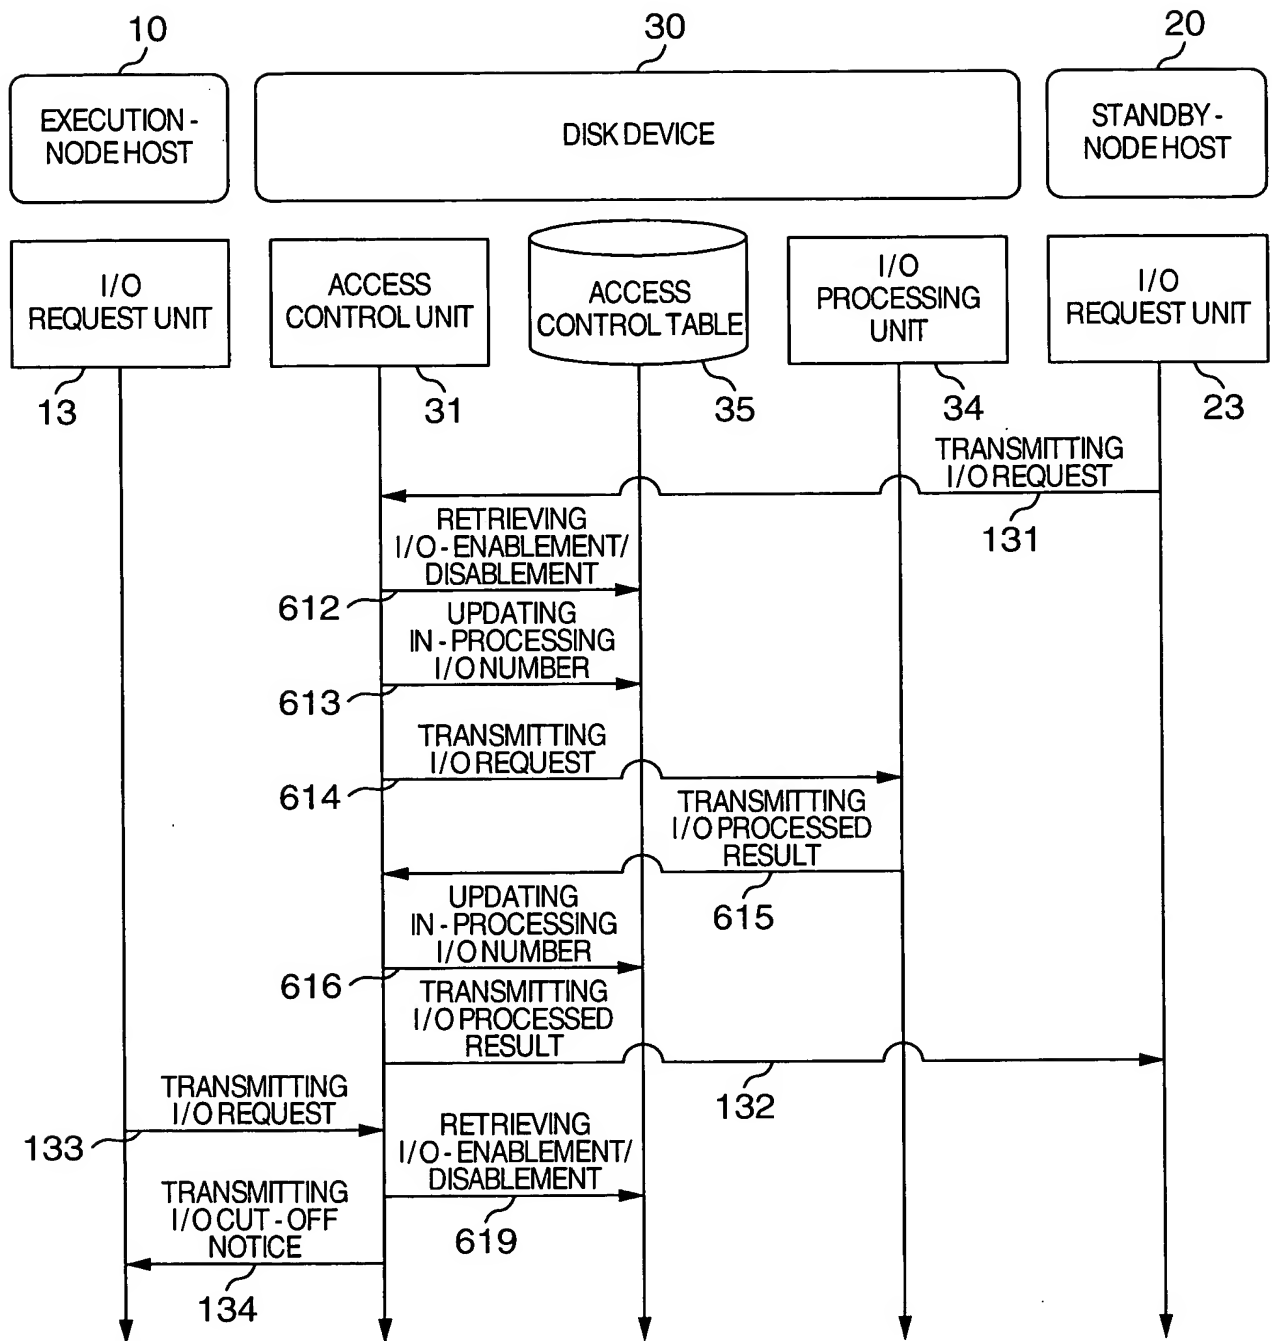 10
30
20
EXECUTION-
NODE HOST
DISK DEVICE
STANDBY-
NODE HOST
I/O
REQUEST UNIT
ACCESS
CONTROL UNIT
ACCESS
CONTROL TABLE
I/O
PROCESSING
UNIT
I/O
REQUEST UNIT
13
31
35
34
23
TRANSMITTING
I/O REQUEST
131
RETRIEVING
I/O-ENABLEMENT/
DISABLEMENT
612
UPDATING
IN-PROCESSING
I/O NUMBER
613
TRANSMITTING
I/O REQUEST
614
TRANSMITTING
I/O PROCESSED
RESULT
615
UPDATING
IN-PROCESSING
I/O NUMBER
616
TRANSMITTING
I/O PROCESSED
RESULT
132
TRANSMITTING
I/O REQUEST
133
RETRIEVING
I/O-ENABLEMENT/
DISABLEMENT
619
TRANSMITTING
I/O CUT-OFF
NOTICE
134